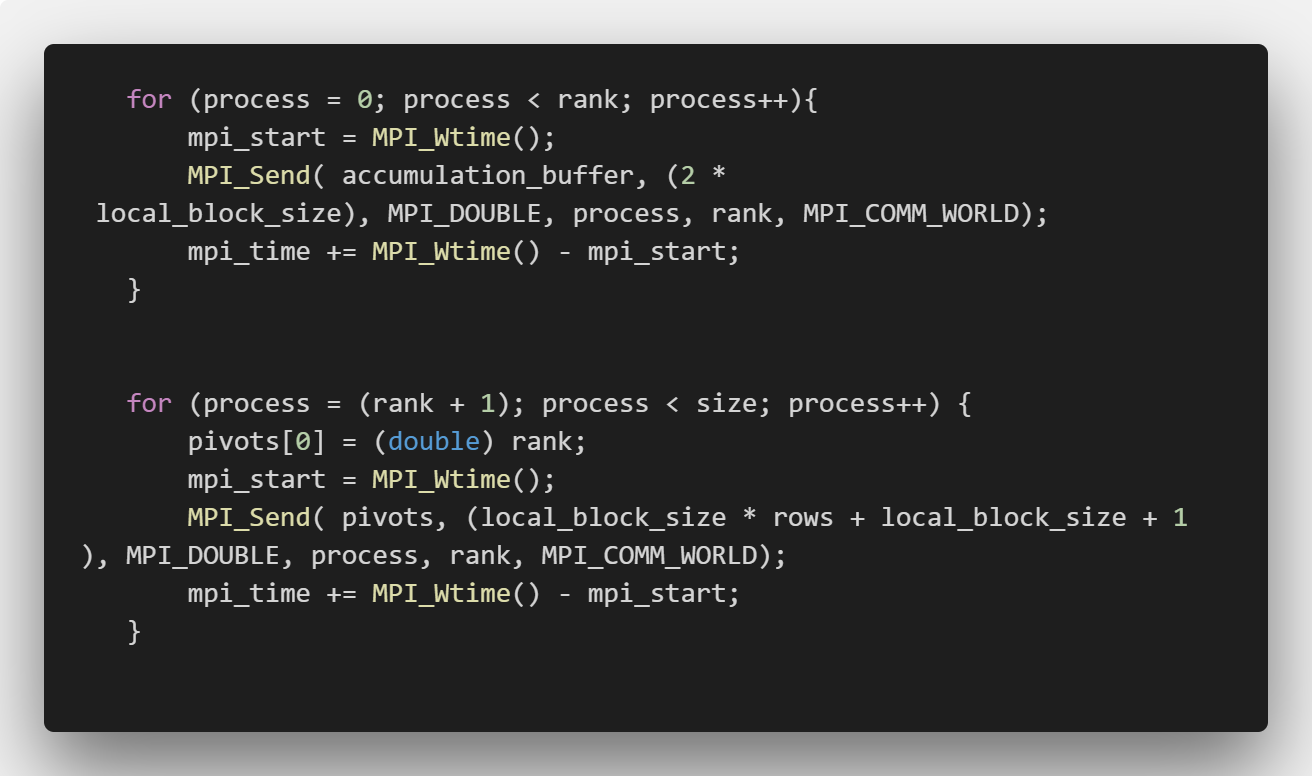 for (process = 0; process < rank; process++){
mpi_start = MPI_Wtime();
MPI_Send( accumulation_buffer, (2 *
local_block_size), MPI_DOUBLE, process, rank, MPI_COMM_WORLD);
mpi_time += MPI_Wtime() - mpi_start;
}
for (process = (rank + 1); process < size; process++) {
pivots[0] = (double) rank;
mpi_start = MPI_Wtime();
MPI_Send( pivots, (local_block_size * rows + local_block_size + 1
), MPI_DOUBLE, process, rank, MPI_COMM_WORLD);
mpi_time += MPI_Wtime() - mpi_start;
}